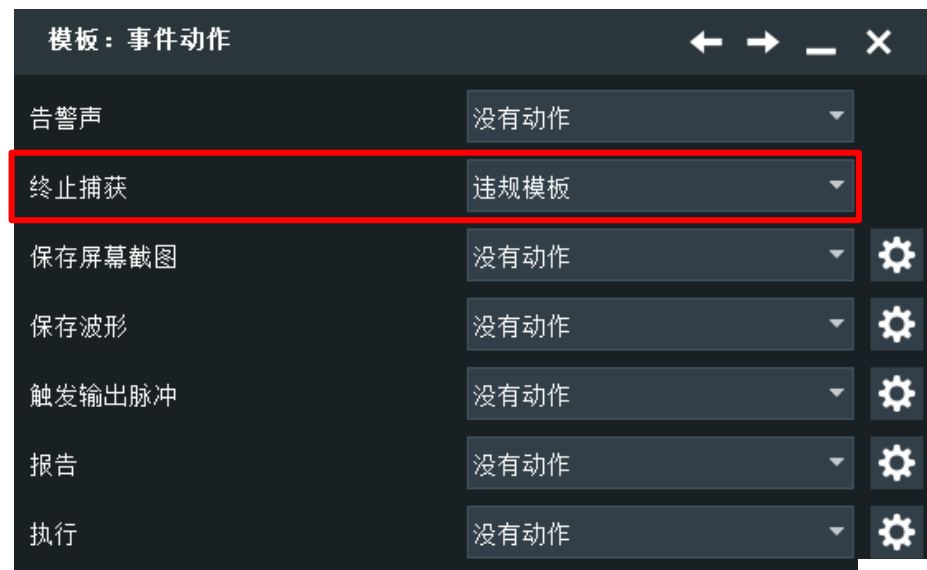 模板：事件动作
告警声 没有动作
终止捕获 违规模板
保存屏幕截图 没有动作
保存波形 没有动作
触发输出脉冲 没有动作
报告 没有动作
执行 没有动作